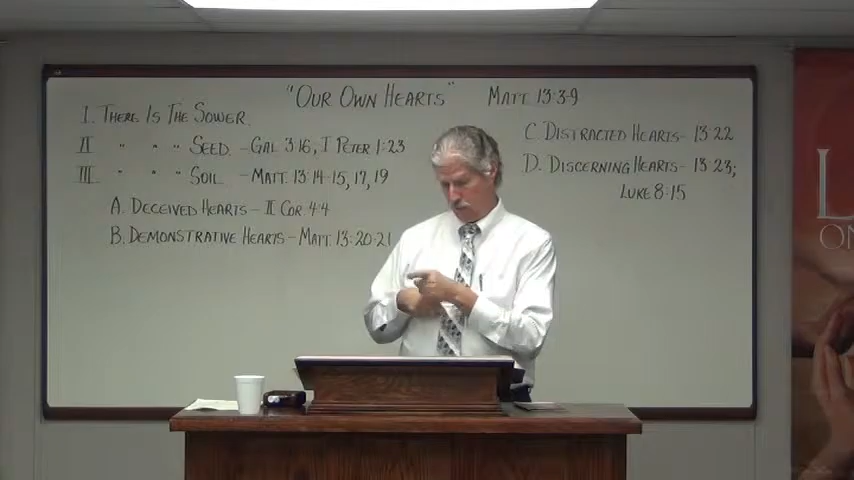 "OUR OWN HEARTS" MATT. 13:3-9
I. THERE IS THE SOWER
II " " " SEED - GAL 3:16, I PETER 1:23
III " " " SOIL - MATT. 13:14-15, 17, 19
A. DECEIVED HEARTS - II COR. 4:4
B. DEMONSTRATIVE HEARTS - MATT. 13:20-21
C. DISTRACTED HEARTS - 13:22
D. DISCERNING HEARTS - 13:23;
LUKE 8:15
L
ON